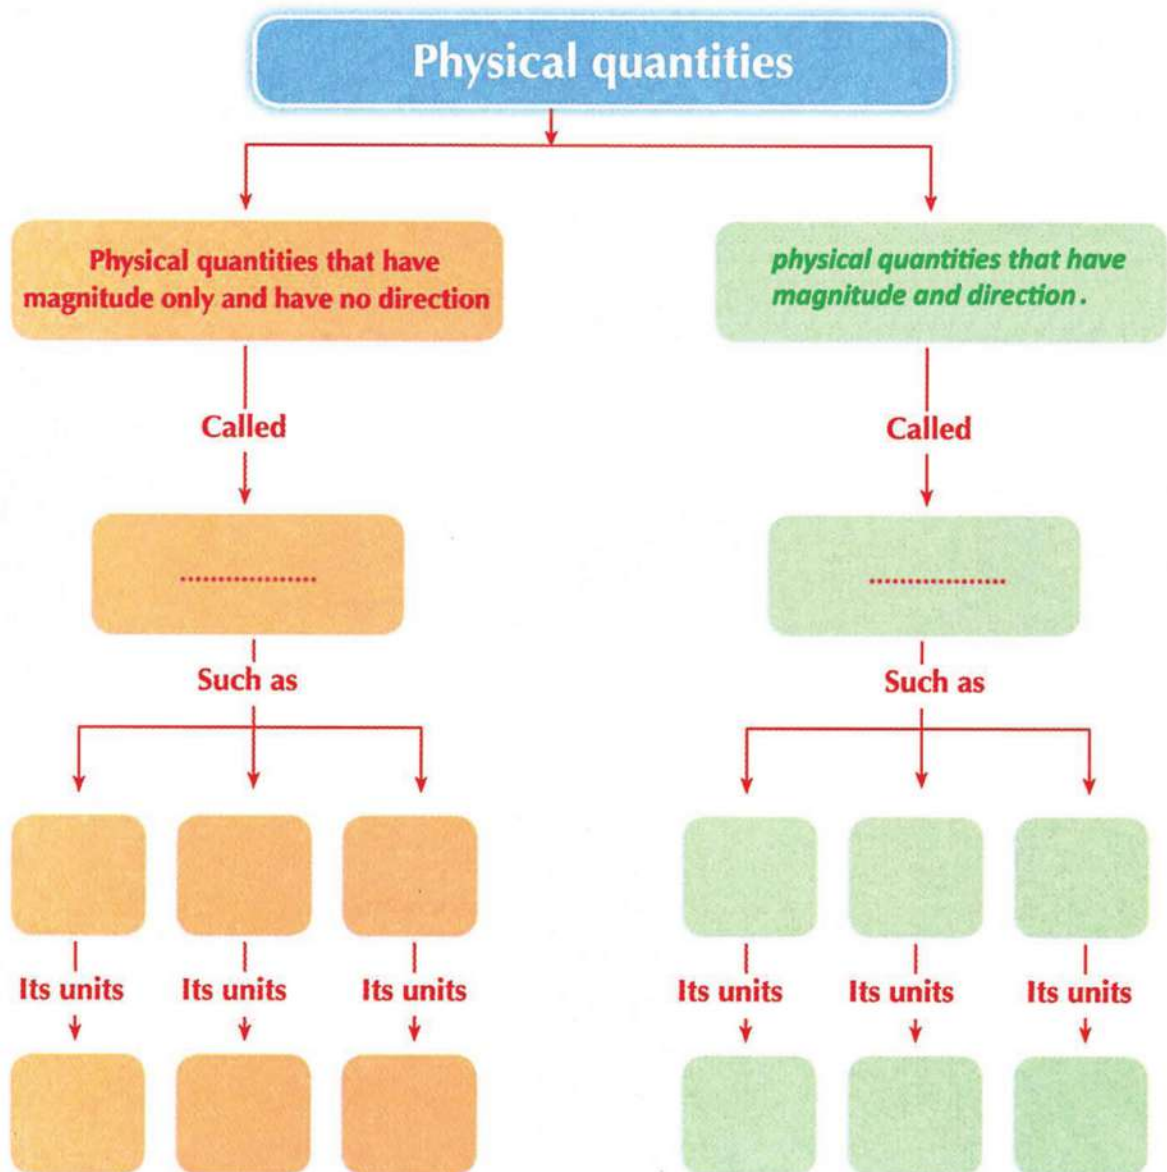 Physical quantities
Physical quantities that have
magnitude only and have no direction
physical quantities that have
magnitude and direction .
Called
Called
..................
..................
Such as
Such as
Its units
Its units
Its units
Its units
Its units
Its units